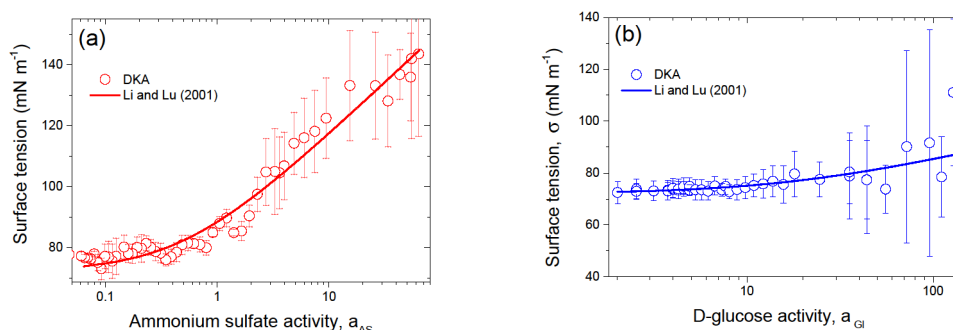 (a)
Surface tension (mN m⁻¹)
140
120
100
80
DKA
Li and Lu (2001)
0.1
1
10
Ammonium sulfate activity, a_AS
(b)
Surface tension, σ (mN m⁻¹)
140
120
100
80
60
40
DKA
Li and Lu (2001)
10
100
D-glucose activity, a_Gl